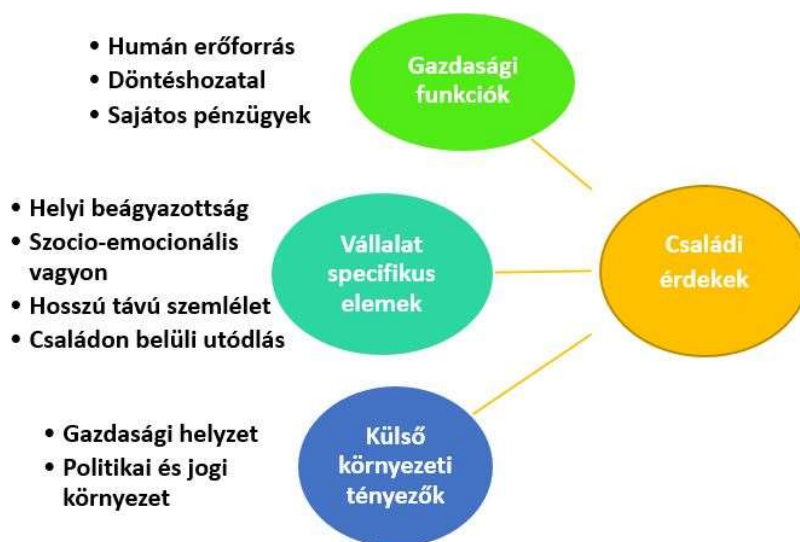 • Humán erőforrás
• Döntéshozatal
• Sajátos pénzügyek
Gazdasági
funkciók
• Helyi beágyazottság
• Szocio-emocionális
vagyon
• Hosszú távú szemlélet
• Családon belüli utódlás
Vállalat
specifikus
elemek
Családi
érdekek
• Gazdasági helyzet
• Politikai és jogi
környezet
Külső
környezeti
tényezők